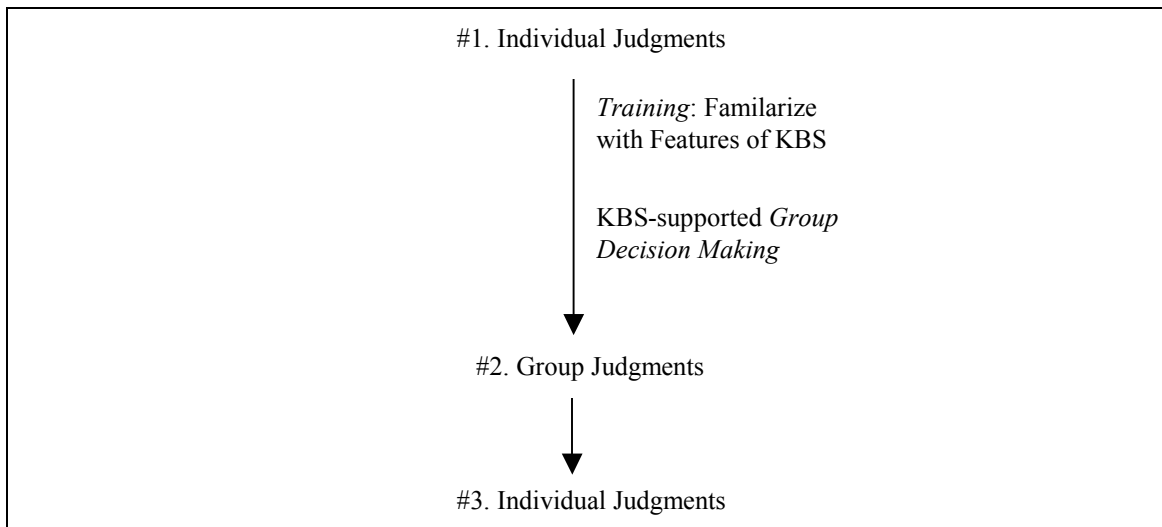 #1. Individual Judgments
Training: Familarize
with Features of KBS
KBS-supported Group
Decision Making
#2. Group Judgments
#3. Individual Judgments